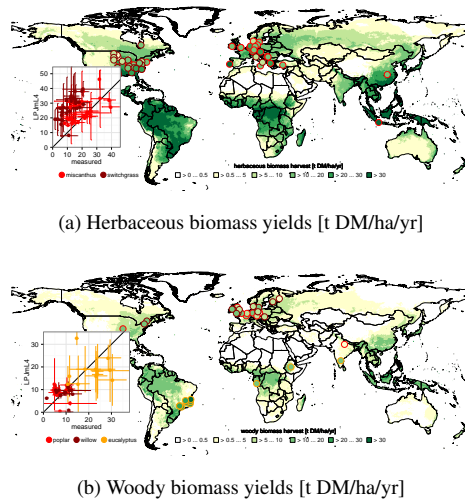 50
40
30
20
10
0
LPJmL4
0 10 20 30 40
measured
miscanthus switchgrass
herbaceous biomass harvest [t DM/ha/yr]
> 0 ... 0.5 > 0.5 ... 5 > 5 ... 10 > 10 ... 20 > 20 ... 30 > 30
(a) Herbaceous biomass yields [t DM/ha/yr]
30
20
10
0
LPJmL4
0 10 20 30
measured
poplar willow eucalyptus
woody biomass harvest [t DM/ha/yr]
> 0 ... 0.5 > 0.5 ... 5 > 5 ... 10 > 10 ... 20 > 20 ... 30 > 30
(b) Woody biomass yields [t DM/ha/yr]